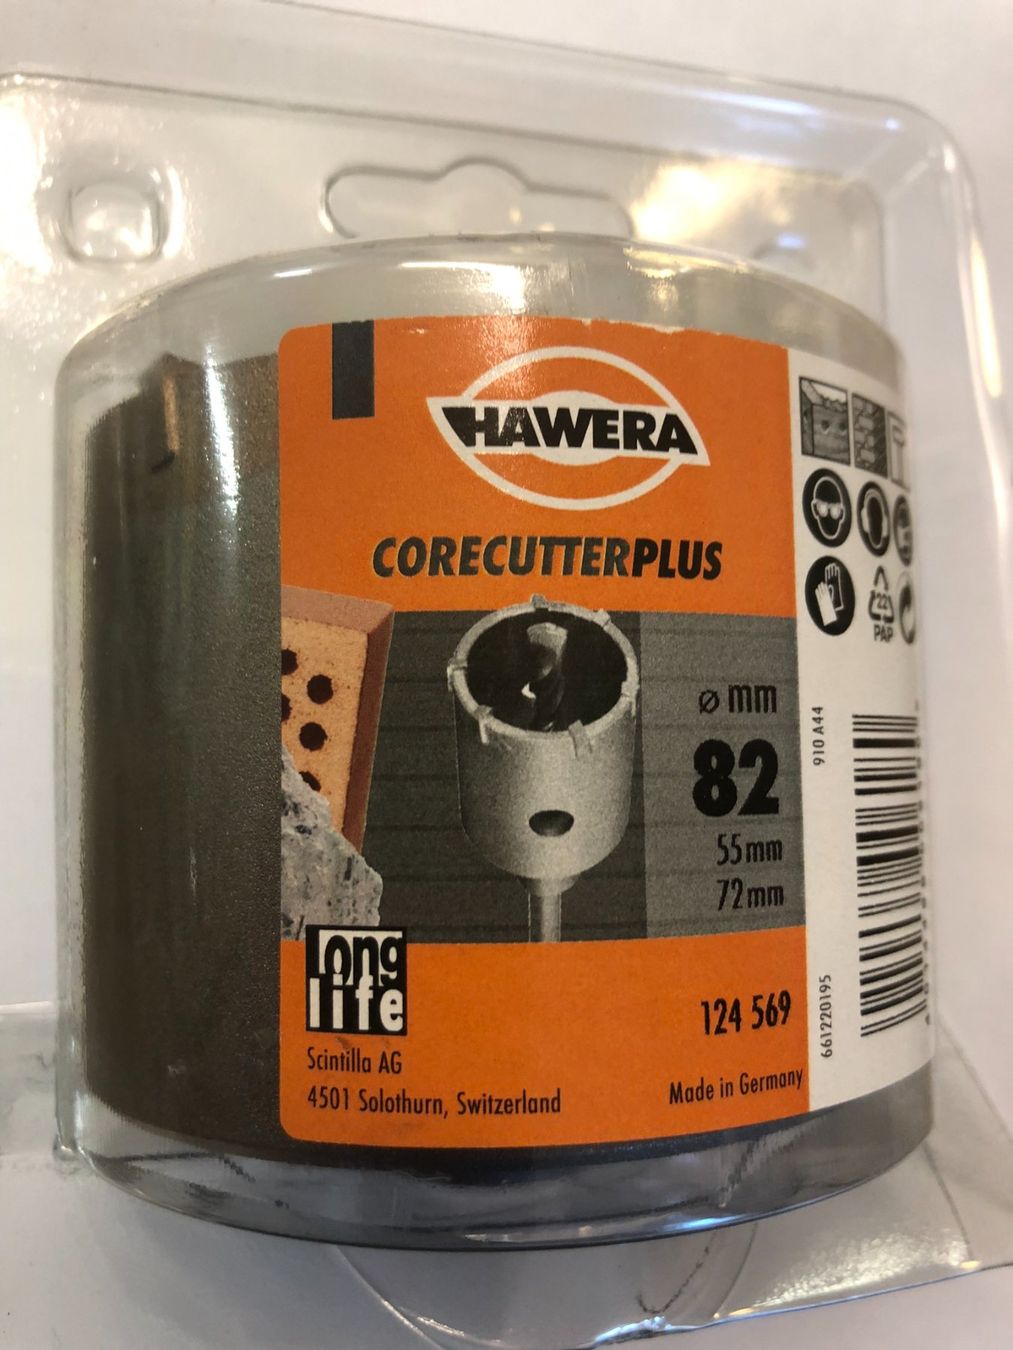 HAWERA
CORECUTTERPLUS
ø mm
82
55mm
72mm
long
life
124 569
Scintilla AG
4501 Solothurn, Switzerland
Made in Germany
22
PAP
910 A44
661220195